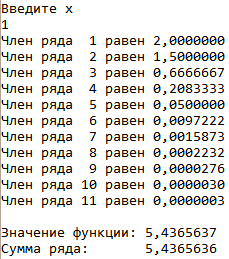 Введите x
1
Член ряда  1 равен 2,0000000
Член ряда  2 равен 1,5000000
Член ряда  3 равен 0,6666667
Член ряда  4 равен 0,2083333
Член ряда  5 равен 0,0500000
Член ряда  6 равен 0,0097222
Член ряда  7 равен 0,0015873
Член ряда  8 равен 0,0002232
Член ряда  9 равен 0,0000276
Член ряда 10 равен 0,0000030
Член ряда 11 равен 0,0000003
Значение функции: 5,4365637
Сумма ряда:       5,4365636